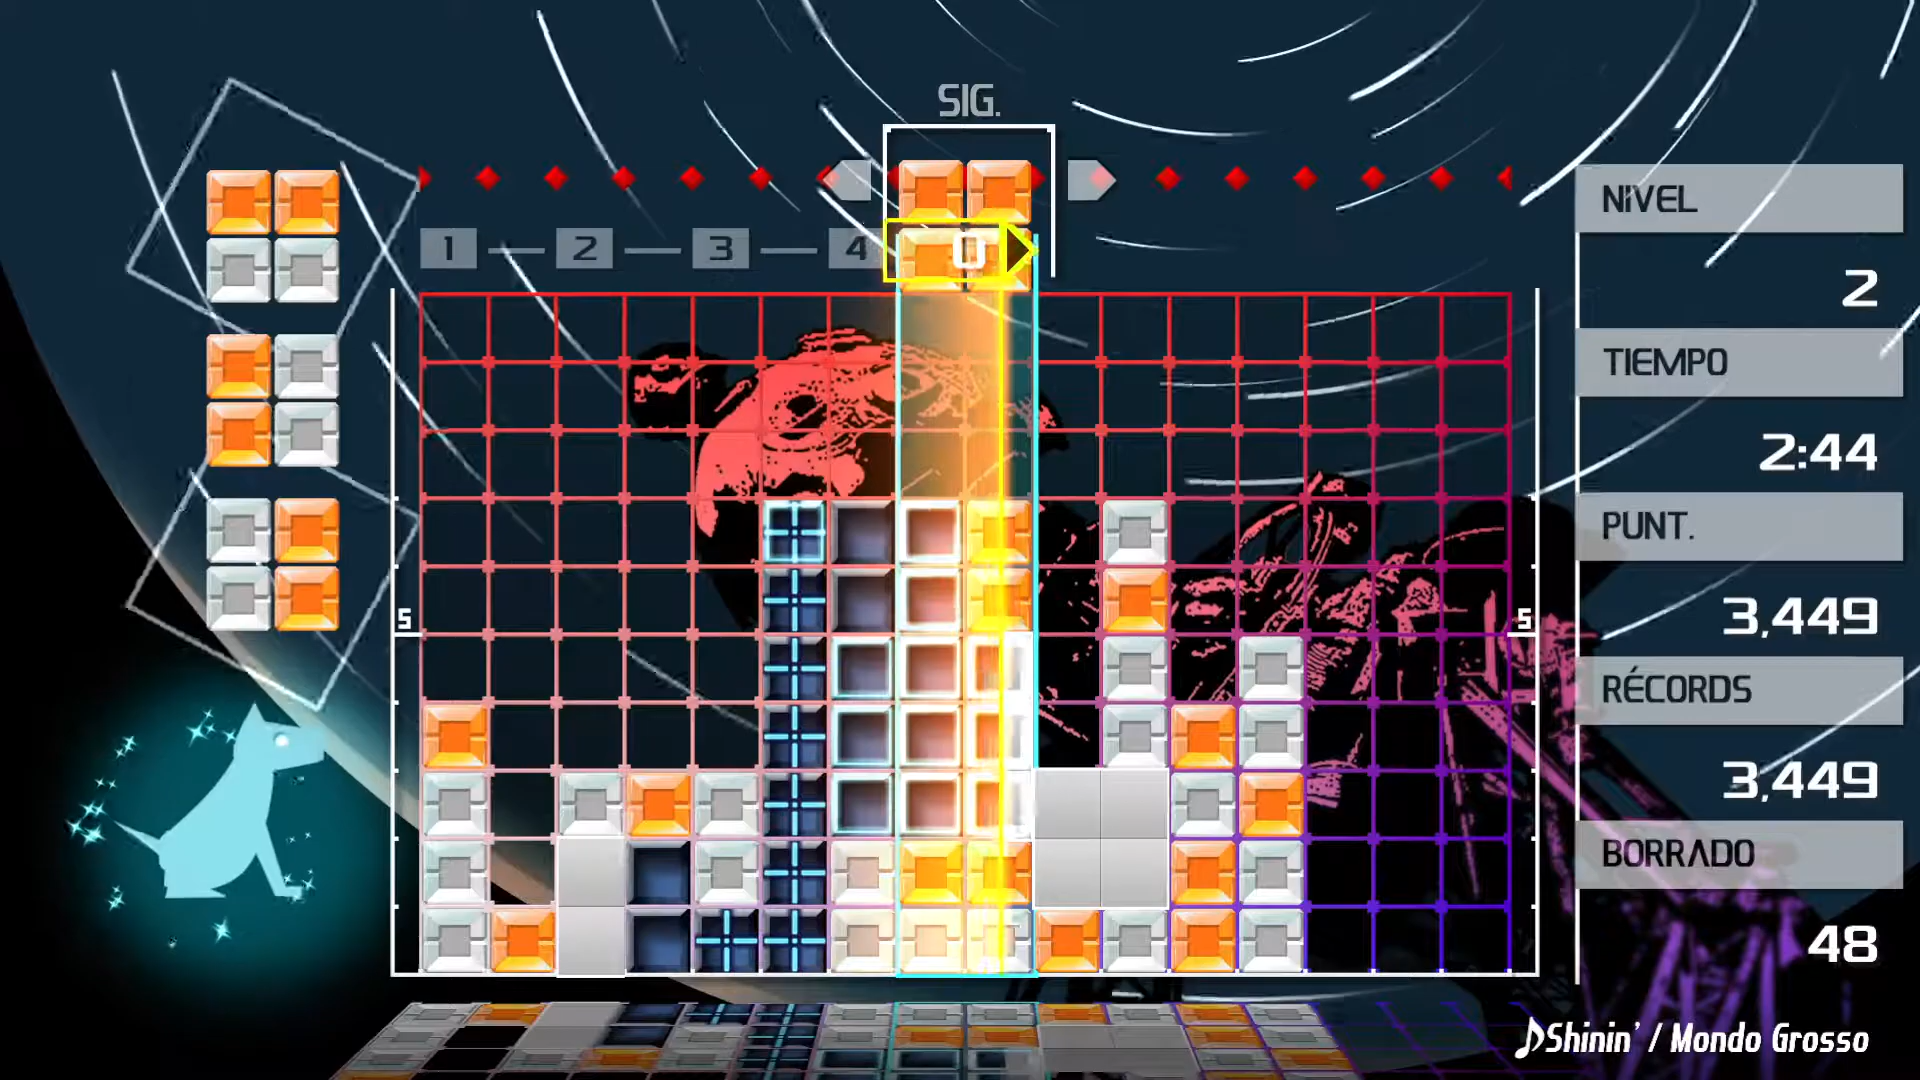 SIG.
1 2 3 4 0
5 5
NIVEL
2
TIEMPO
2:44
PUNT.
3,449
RÉCORDS
3,449
BORRADO
48
♪Shinin' / Mondo Grosso